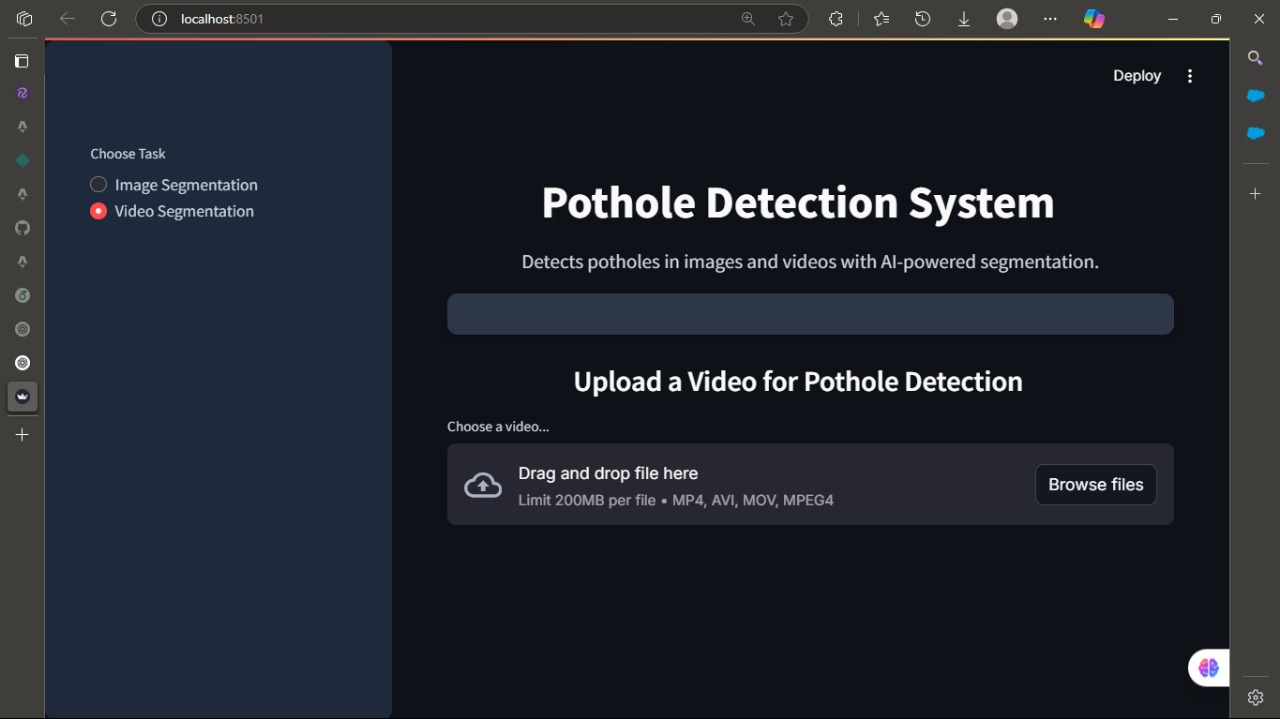 localhost:8501
Deploy
Choose Task
Image Segmentation
Video Segmentation
Pothole Detection System
Detects potholes in images and videos with AI-powered segmentation.
Upload a Video for Pothole Detection
Choose a video...
Drag and drop file here
Limit 200MB per file • MP4, AVI, MOV, MPEG4
Browse files